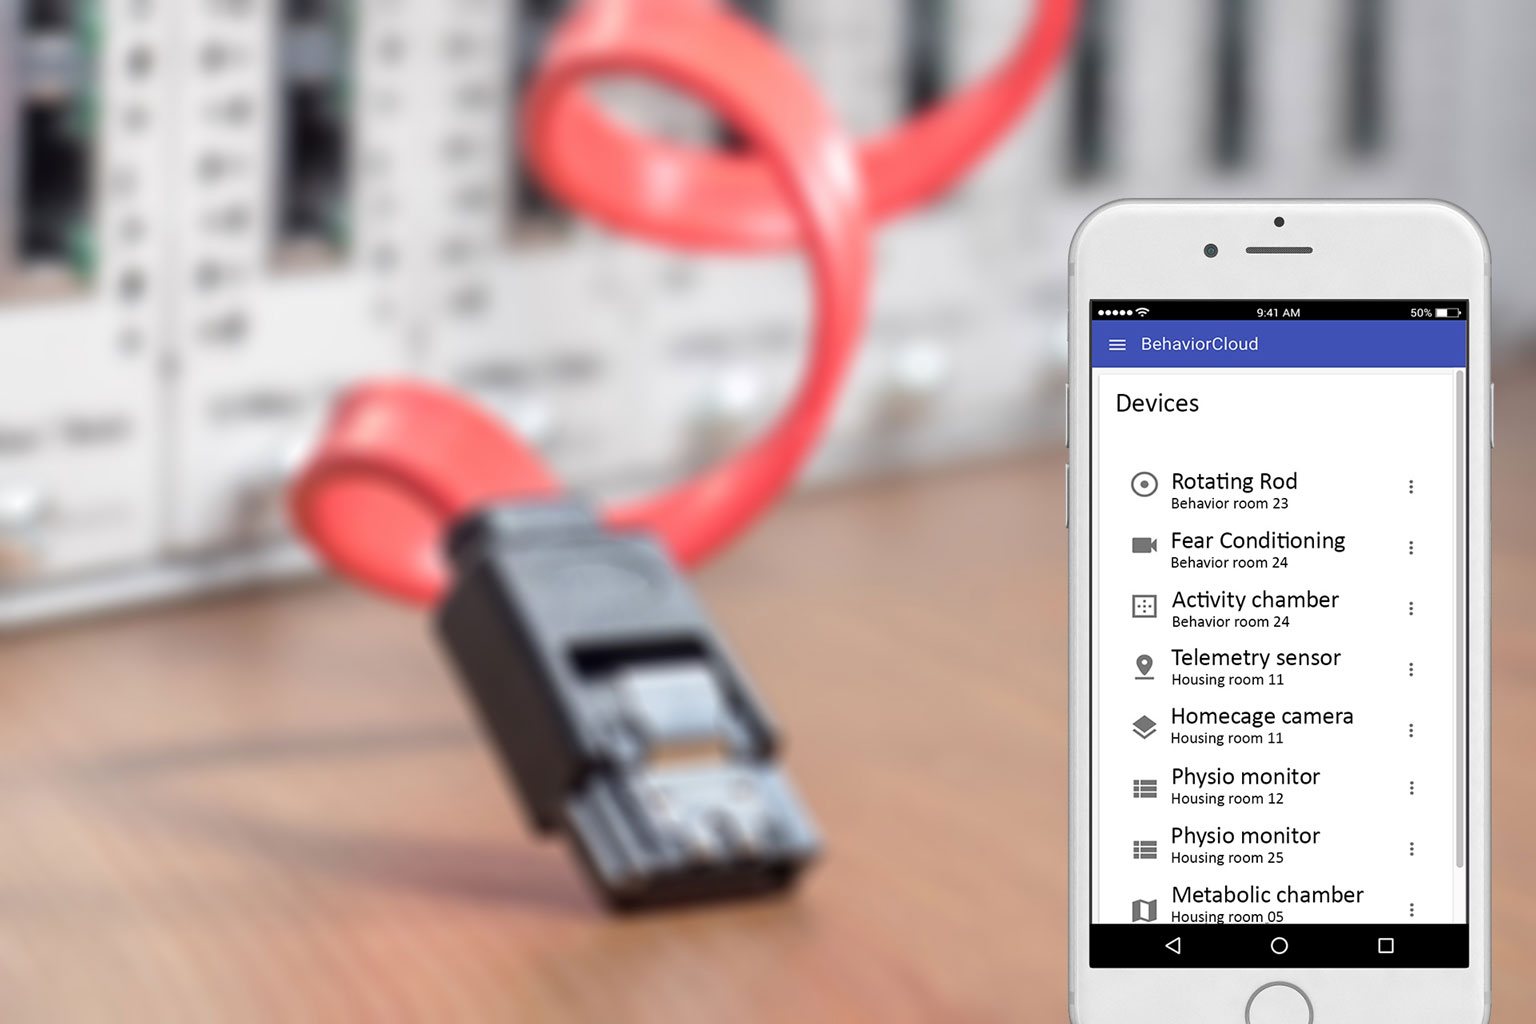 9:41 AM
50%
BehaviorCloud
Devices
Rotating Rod
Behavior room 23
Fear Conditioning
Behavior room 24
Activity chamber
Behavior room 24
Telemetry sensor
Housing room 11
Homecage camera
Housing room 11
Physio monitor
Housing room 12
Physio monitor
Housing room 25
Metabolic chamber
Housing room 05